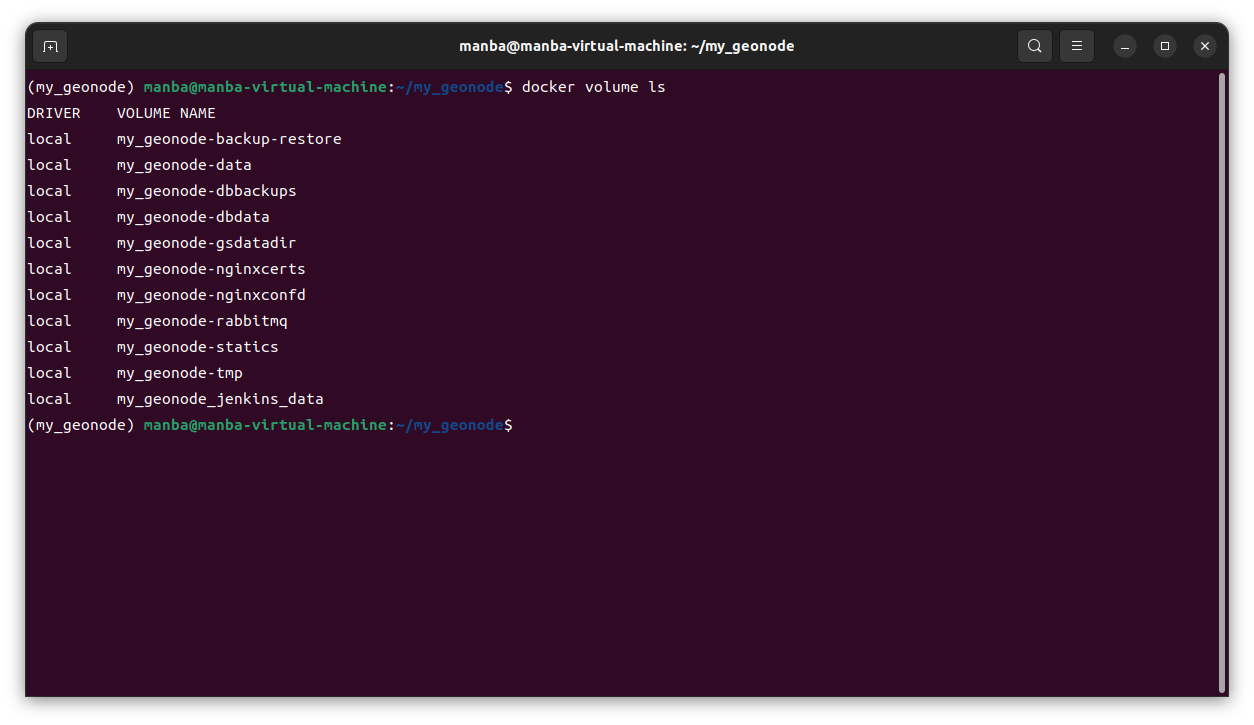 manba@manba-virtual-machine: ~/my_geonode
(my_geonode) manba@manba-virtual-machine:~/my_geonode$ docker volume ls
DRIVER    VOLUME NAME
local     my_geonode-backup-restore
local     my_geonode-data
local     my_geonode-dbbackups
local     my_geonode-dbdata
local     my_geonode-gsdatadir
local     my_geonode-nginxcerts
local     my_geonode-nginxconfd
local     my_geonode-rabbitmq
local     my_geonode-statics
local     my_geonode-tmp
local     my_geonode_jenkins_data
(my_geonode) manba@manba-virtual-machine:~/my_geonode$